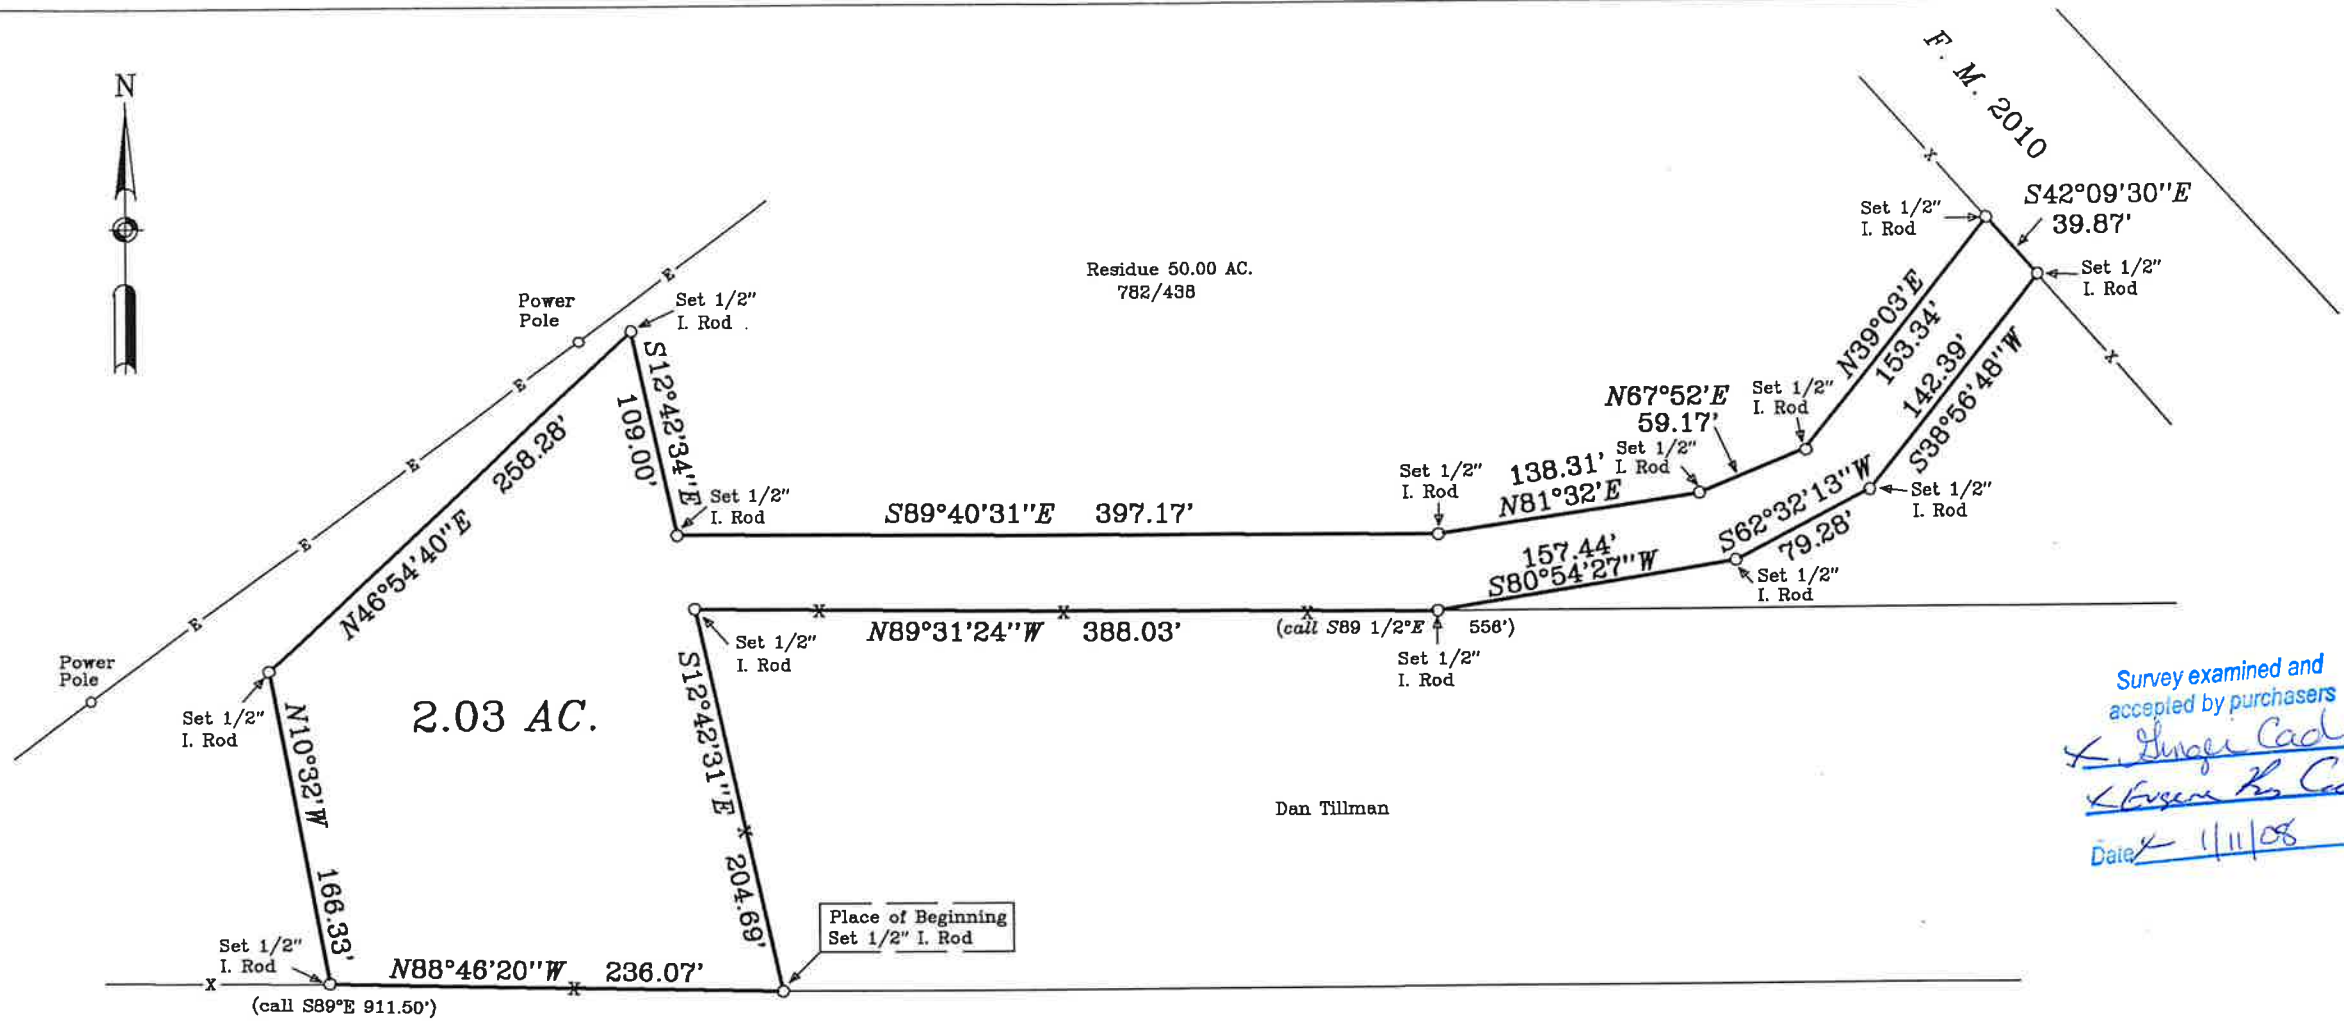 N
F. M. 2010
S42°09'30"E
39.87'
Set 1/2"
I. Rod
Set 1/2"
I. Rod
Residue 50.00 AC.
782/438
Power
Pole
Set 1/2"
I. Rod
S12°42'34"E
109.00'
N46°54'40"E 258.28'
N39°03'E
153.34'
142.39'
S38°56'48"W
N67°52'E
59.17'
Set 1/2"
I. Rod
Set 1/2"
I. Rod
138.31'
N81°32'E
Set 1/2"
I. Rod
Set 1/2"
I. Rod
S89°40'31"E 397.17'
S62°32'13"W
79.28'
Set 1/2"
I. Rod
157.44'
S80°54'27"W
Set 1/2"
I. Rod
N89°31'24"W 388.03'
(call S89 1/2°E 556')
Set 1/2"
I. Rod
Set 1/2"
I. Rod
Power
Pole
Set 1/2"
I. Rod
2.03 AC.
N10°32'W 166.33'
S12°42'31"E 204.69'
Dan Tillman
Survey examined and
accepted by purchasers
x
x Eugene
Date x 1/11/08
Place of Beginning
Set 1/2" I. Rod
Set 1/2"
I. Rod
N88°46'20"W 236.07'
(call S89°E 911.50')
E E E E E E
X X X X X X X X